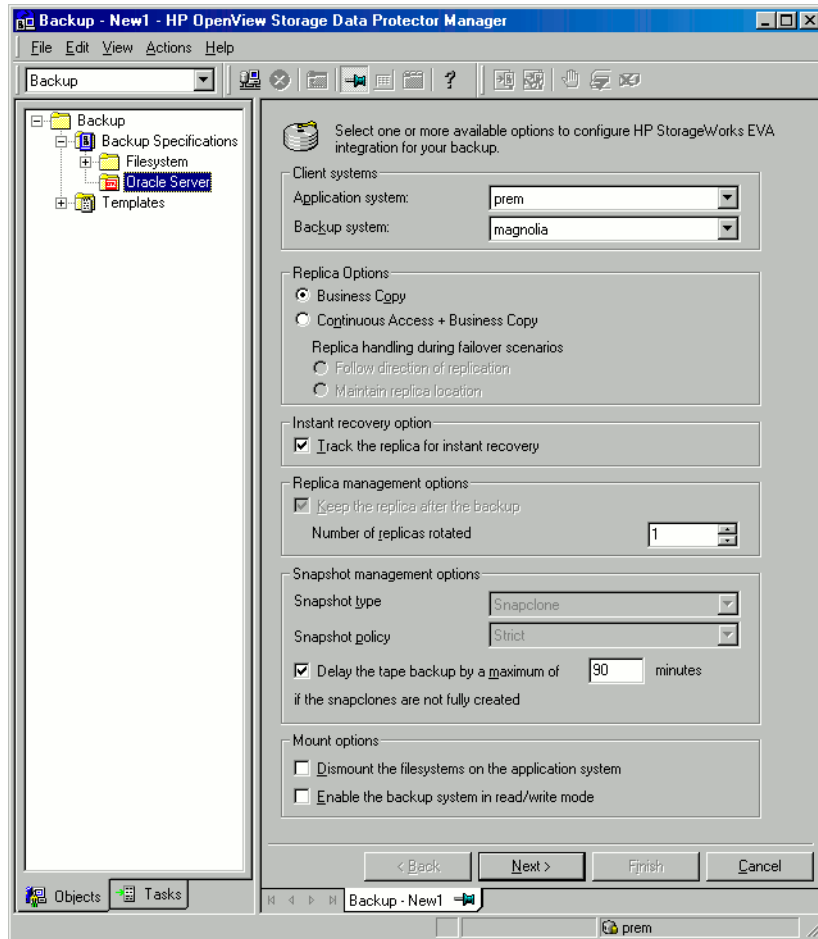 Backup - New1 - HP OpenView Storage Data Protector Manager
File Edit View Actions Help
Backup
Backup
Backup Specifications
Filesystem
Oracle Server
Templates
Select one or more available options to configure HP StorageWorks EVA
integration for your backup.
Client systems
Application system: prem
Backup system: magnolia
Replica Options
Business Copy
Continuous Access + Business Copy
Replica handling during failover scenarios
Follow direction of replication
Maintain replica location
Instant recovery option
Track the replica for instant recovery
Replica management options
Keep the replica after the backup
Number of replicas rotated 1
Snapshot management options
Snapshot type Snapclone
Snapshot policy Strict
Delay the tape backup by a maximum of 90 minutes
if the snapclones are not fully created
Mount options
Dismount the filesystems on the application system
Enable the backup system in read/write mode
< Back Next > Finish Cancel
Objects Tasks
Backup - New1
prem